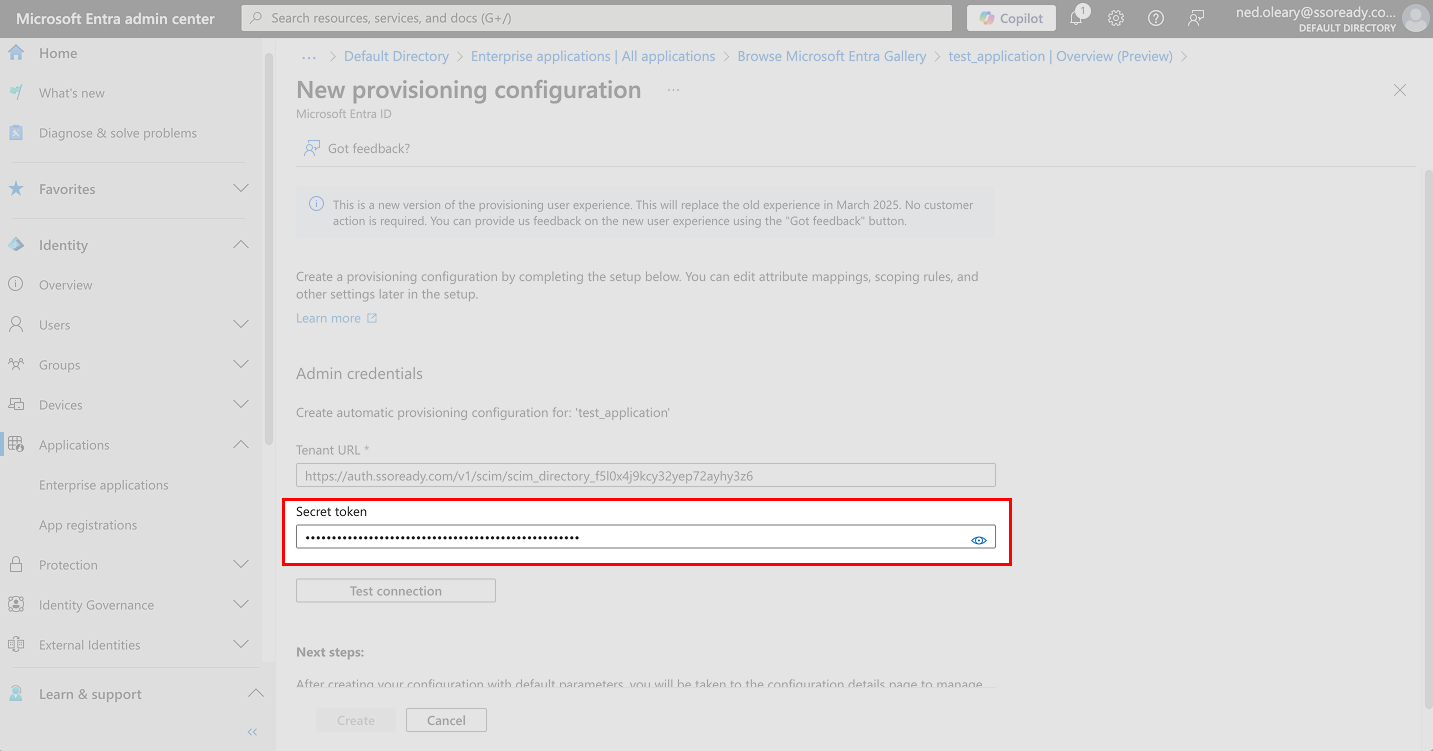 Microsoft Entra admin center
Search resources, services, and docs (G+/)
Copilot
1
ned.oleary@ssoready.co...
DEFAULT DIRECTORY
Home
What's new
Diagnose & solve problems
Favorites
Identity
Overview
Users
Groups
Devices
Applications
Enterprise applications
App registrations
Protection
Identity Governance
External Identities
Learn & support
... > Default Directory > Enterprise applications | All applications > Browse Microsoft Entra Gallery > test_application | Overview (Preview) >
New provisioning configuration ...
Microsoft Entra ID
Got feedback?
This is a new version of the provisioning user experience. This will replace the old experience in March 2025. No customer
action is required. You can provide us feedback on the new user experience using the "Got feedback" button.
Create a provisioning configuration by completing the setup below. You can edit attribute mappings, scoping rules, and
other settings later in the setup.
Learn more
Admin credentials
Create automatic provisioning configuration for: 'test_application'
Tenant URL *
https://auth.ssoready.com/v1/scim/scim_directory_f5l0x4j9kcy32yep72ayhy3z6
Secret token
Test connection
Next steps:
After creating your configuration with default parameters, you will be taken to the configuration details page to manage
Create
Cancel